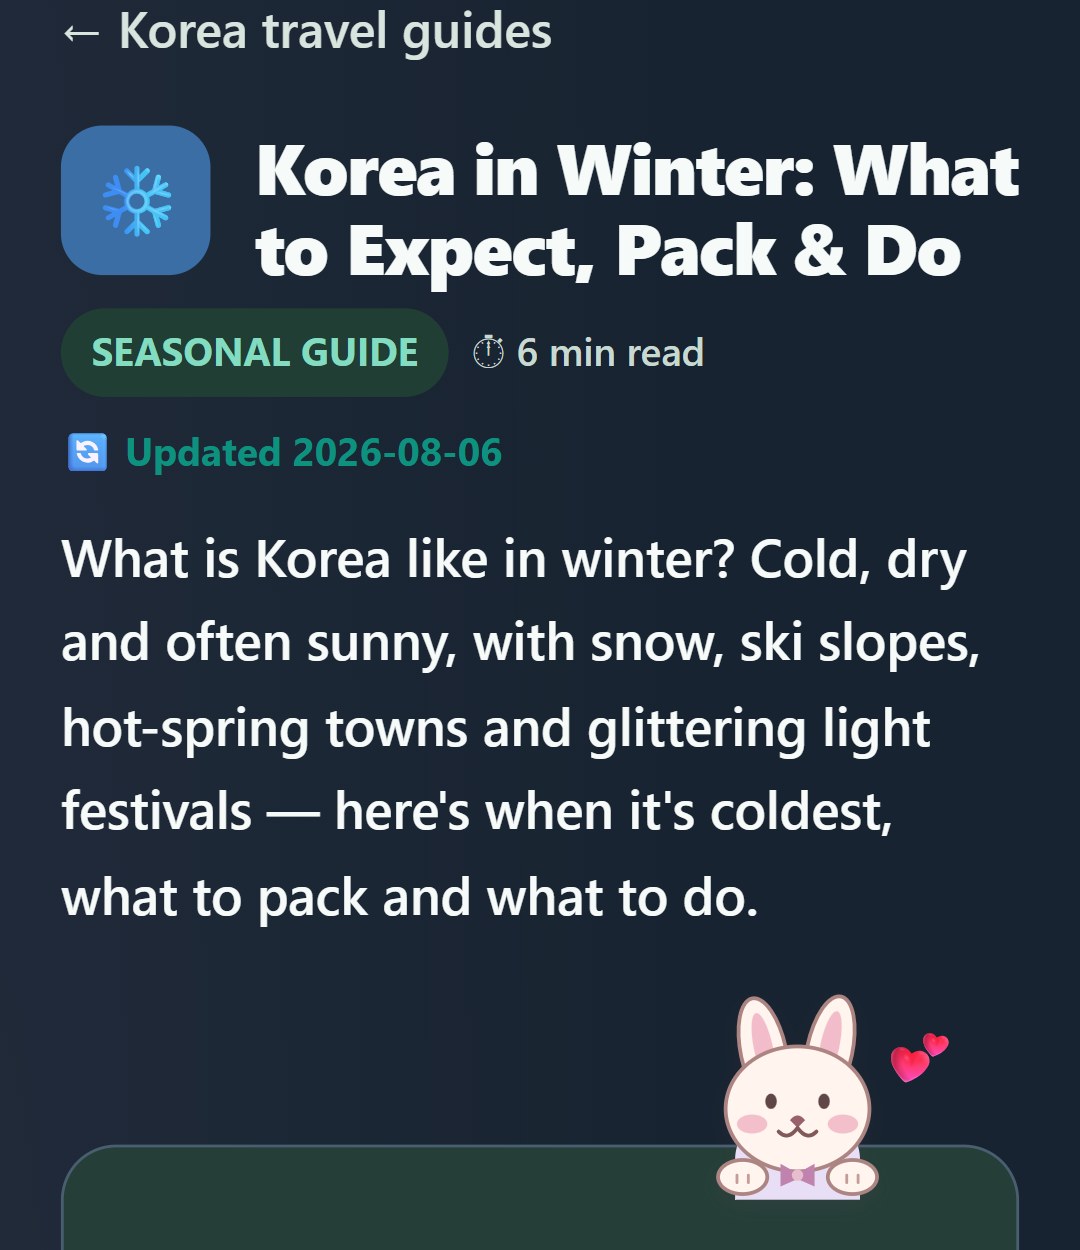 ← Korea travel guides
Korea in Winter: What
to Expect, Pack & Do
SEASONAL GUIDE
⏱ 6 min read
🔄 Updated 2026-08-06
What is Korea like in winter? Cold, dry
and often sunny, with snow, ski slopes,
hot-spring towns and glittering light
festivals — here's when it's coldest,
what to pack and what to do.